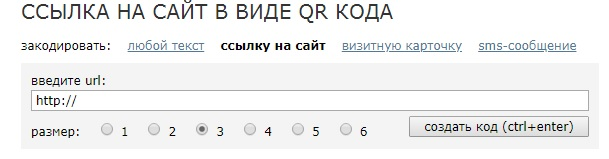 ССЫЛКА НА САЙТ В ВИДЕ QR КОДА
закодировать: любой текст ссылку на сайт визитную карточку sms-сообщение
введите url:
http://
размер: 1 2 3 4 5 6 создать код (ctrl+enter)